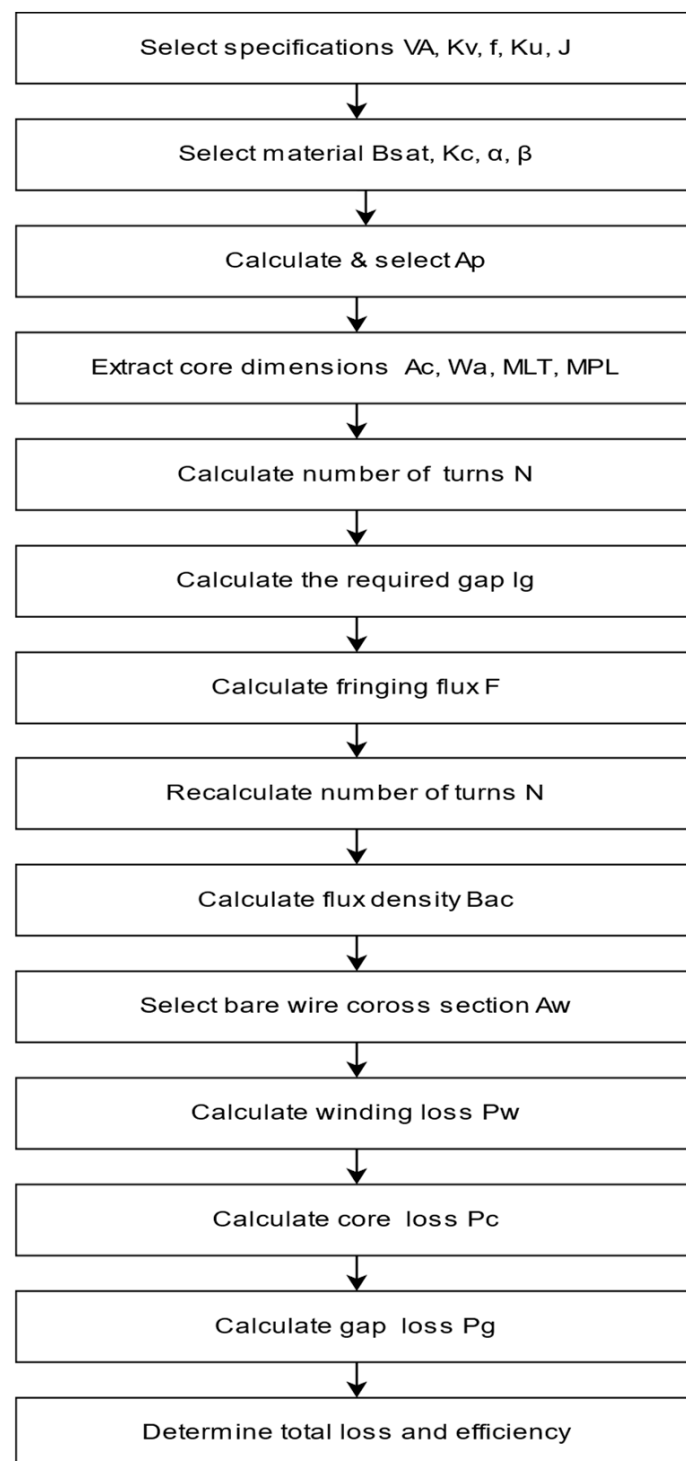 Select specifications VA, Kv, f, Ku, J
Select material Bsat, Kc, α, β
Calculate & select Ap
Extract core dimensions Ac, Wa, MLT, MPL
Calculate number of turns N
Calculate the required gap lg
Calculate fringing flux F
Recalculate number of turns N
Calculate flux density Bac
Select bare wire coross section Aw
Calculate winding loss Pw
Calculate core loss Pc
Calculate gap loss Pg
Determine total loss and efficiency